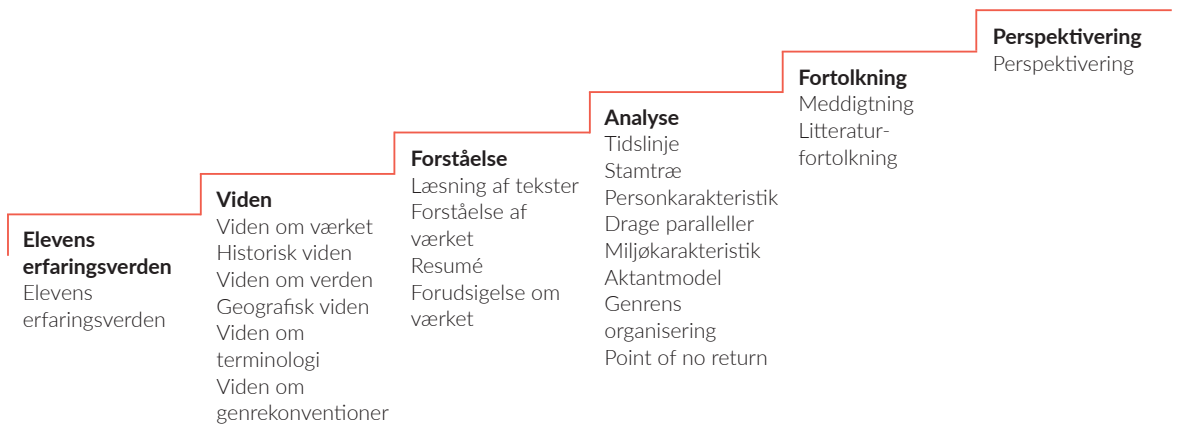 Elevens
erfaringsverden
Elevens
erfaringsverden
Viden
Viden om værket
Historisk viden
Viden om verden
Geografisk viden
Viden om
terminologi
Viden om
genrekonventioner
Forståelse
Læsning af tekster
Forståelse af
værket
Resumé
Forudsigelse om
værket
Analyse
Tidslinje
Stamtræ
Personkarakteristik
Drage paralleller
Miljøkarakteristik
Aktantmodel
Genrens
organisering
Point of no return
Fortolkning
Meddigtning
Litteratur-
fortolkning
Perspektivering
Perspektivering